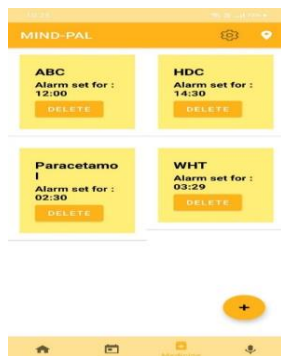 MIND-PAL
ABC
Alarm set for :
12:00
DELETE
HDC
Alarm set for :
14:30
DELETE
Paracetamo
l
Alarm set for :
02:30
DELETE
WHT
Alarm set for :
03:29
DELETE
+